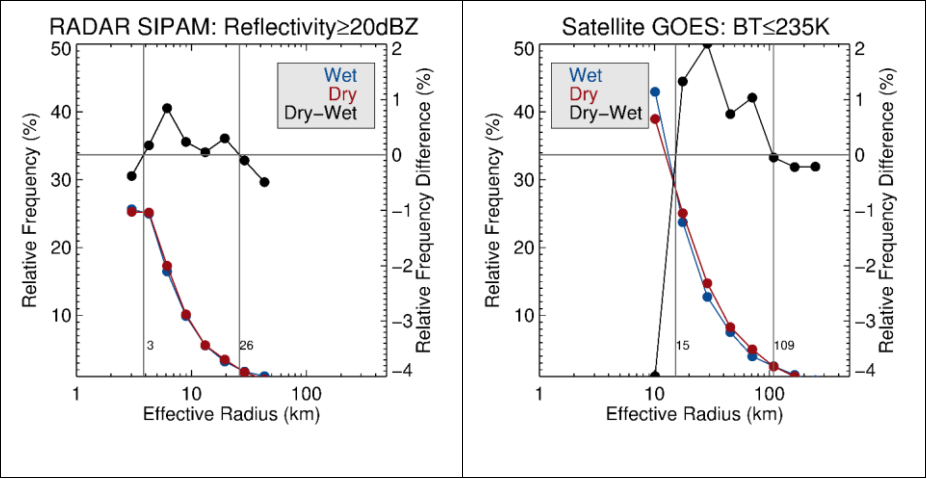 RADAR SIPAM: Reflectivity≥20dBZ
50
40
30
20
10
Relative Frequency (%)
Wet
Dry
Dry−Wet
3
26
2
1
0
−1
−2
−3
−4
Relative Frequency Difference (%)
1
10
100
Effective Radius (km)
Satellite GOES: BT≤235K
50
40
30
20
10
Relative Frequency (%)
Wet
Dry
Dry−Wet
15
109
2
1
0
−1
−2
−3
−4
Relative Frequency Difference (%)
1
10
100
Effective Radius (km)